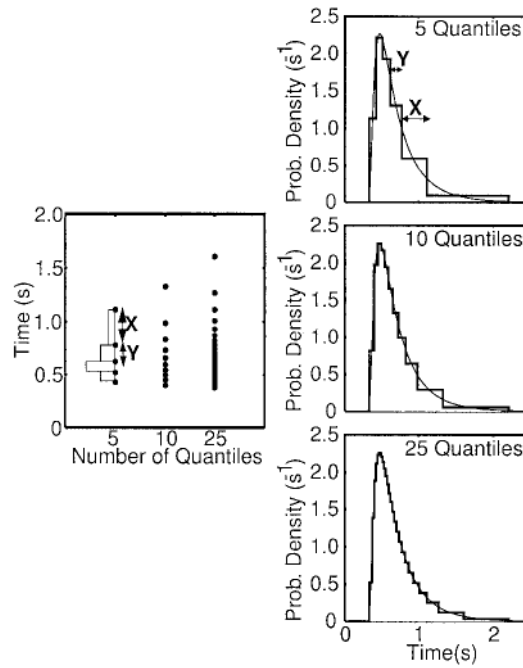 2.0
1.5
1.0
0.5
0
Time (s)
X
Y
5 10 25
Number of Quantiles
5 Quantiles
2.5
2.0
1.5
1.0
0.5
0
Prob. Density (s̄¹)
Y
X
10 Quantiles
2.5
2.0
1.5
1.0
0.5
0
Prob. Density (s̄¹)
25 Quantiles
2.5
2.0
1.5
1.0
0.5
0
Prob. Density (s̄¹)
0 1 2
Time(s)